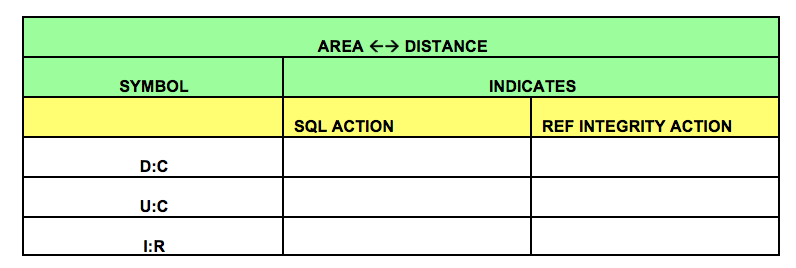 AREA ←→ DISTANCE
SYMBOL INDICATES
SQL ACTION REF INTEGRITY ACTION
D:C
U:C
I:R